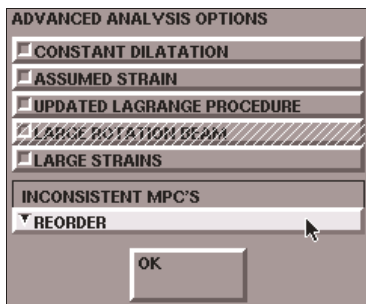 ADVANCED ANALYSIS OPTIONS
CONSTANT DILATATION
ASSUMED STRAIN
UPDATED LAGRANGE PROCEDURE
LARGE ROTATION BEAM
LARGE STRAINS
INCONSISTENT MPC'S
REORDER
OK